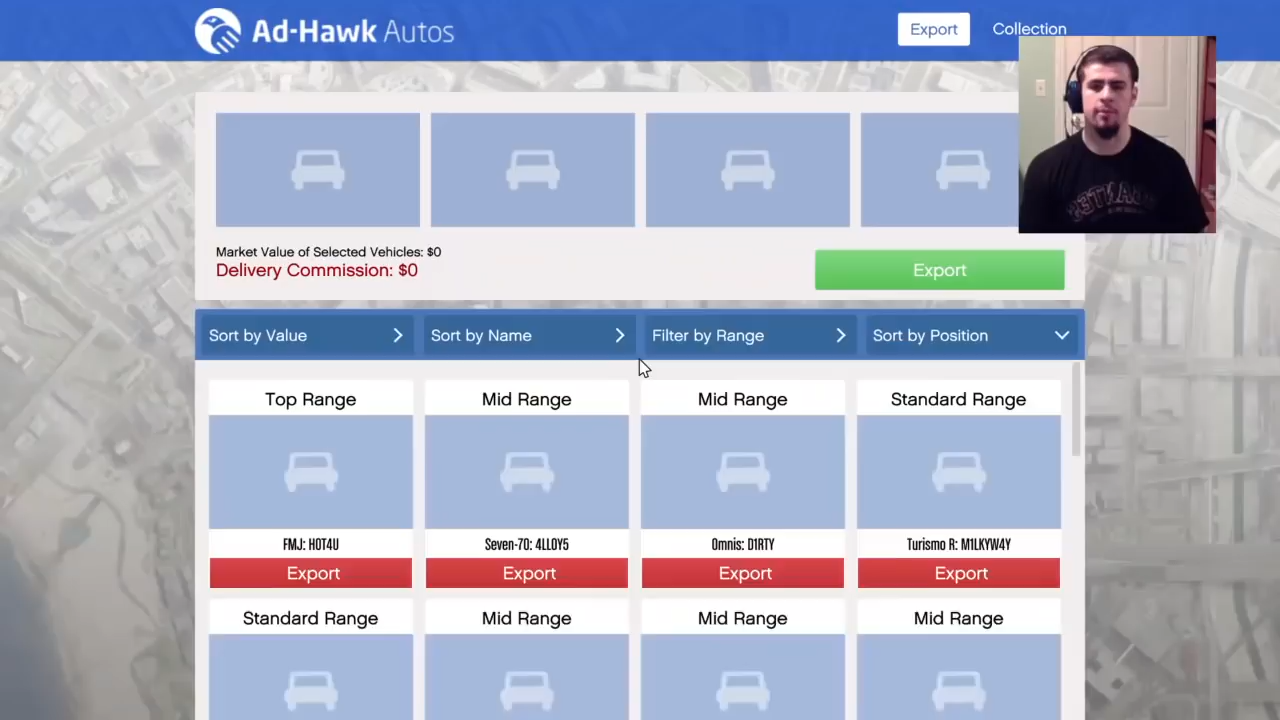 Ad-Hawk Autos
Export
Collection
Market Value of Selected Vehicles: $0
Delivery Commission: $0
Export
Sort by Value
Sort by Name
Filter by Range
Sort by Position
Top Range
Mid Range
Mid Range
Standard Range
FMJ: H0T4U
Seven-70: 4LL0Y5
Omnis: D1RTY
Turismo R: M1LKYW4Y
Export
Export
Export
Export
Standard Range
Mid Range
Mid Range
Mid Range